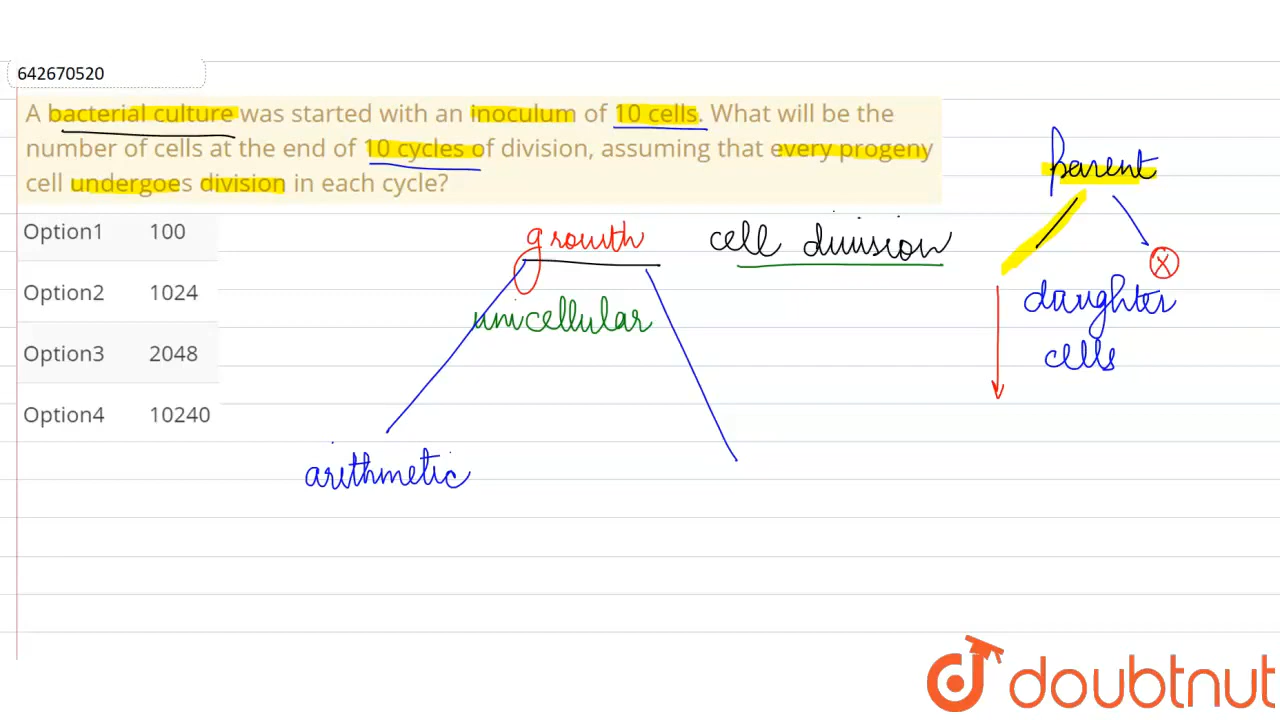 642670520
A bacterial culture was started with an inoculum of 10 cells. What will be the
number of cells at the end of 10 cycles of division, assuming that every progeny
cell undergoes division in each cycle?
Option1 100
Option2 1024
Option3 2048
Option4 10240
growth
unicellular
arithmetic
cell division
parent
X
daughter
cells
doubtnut